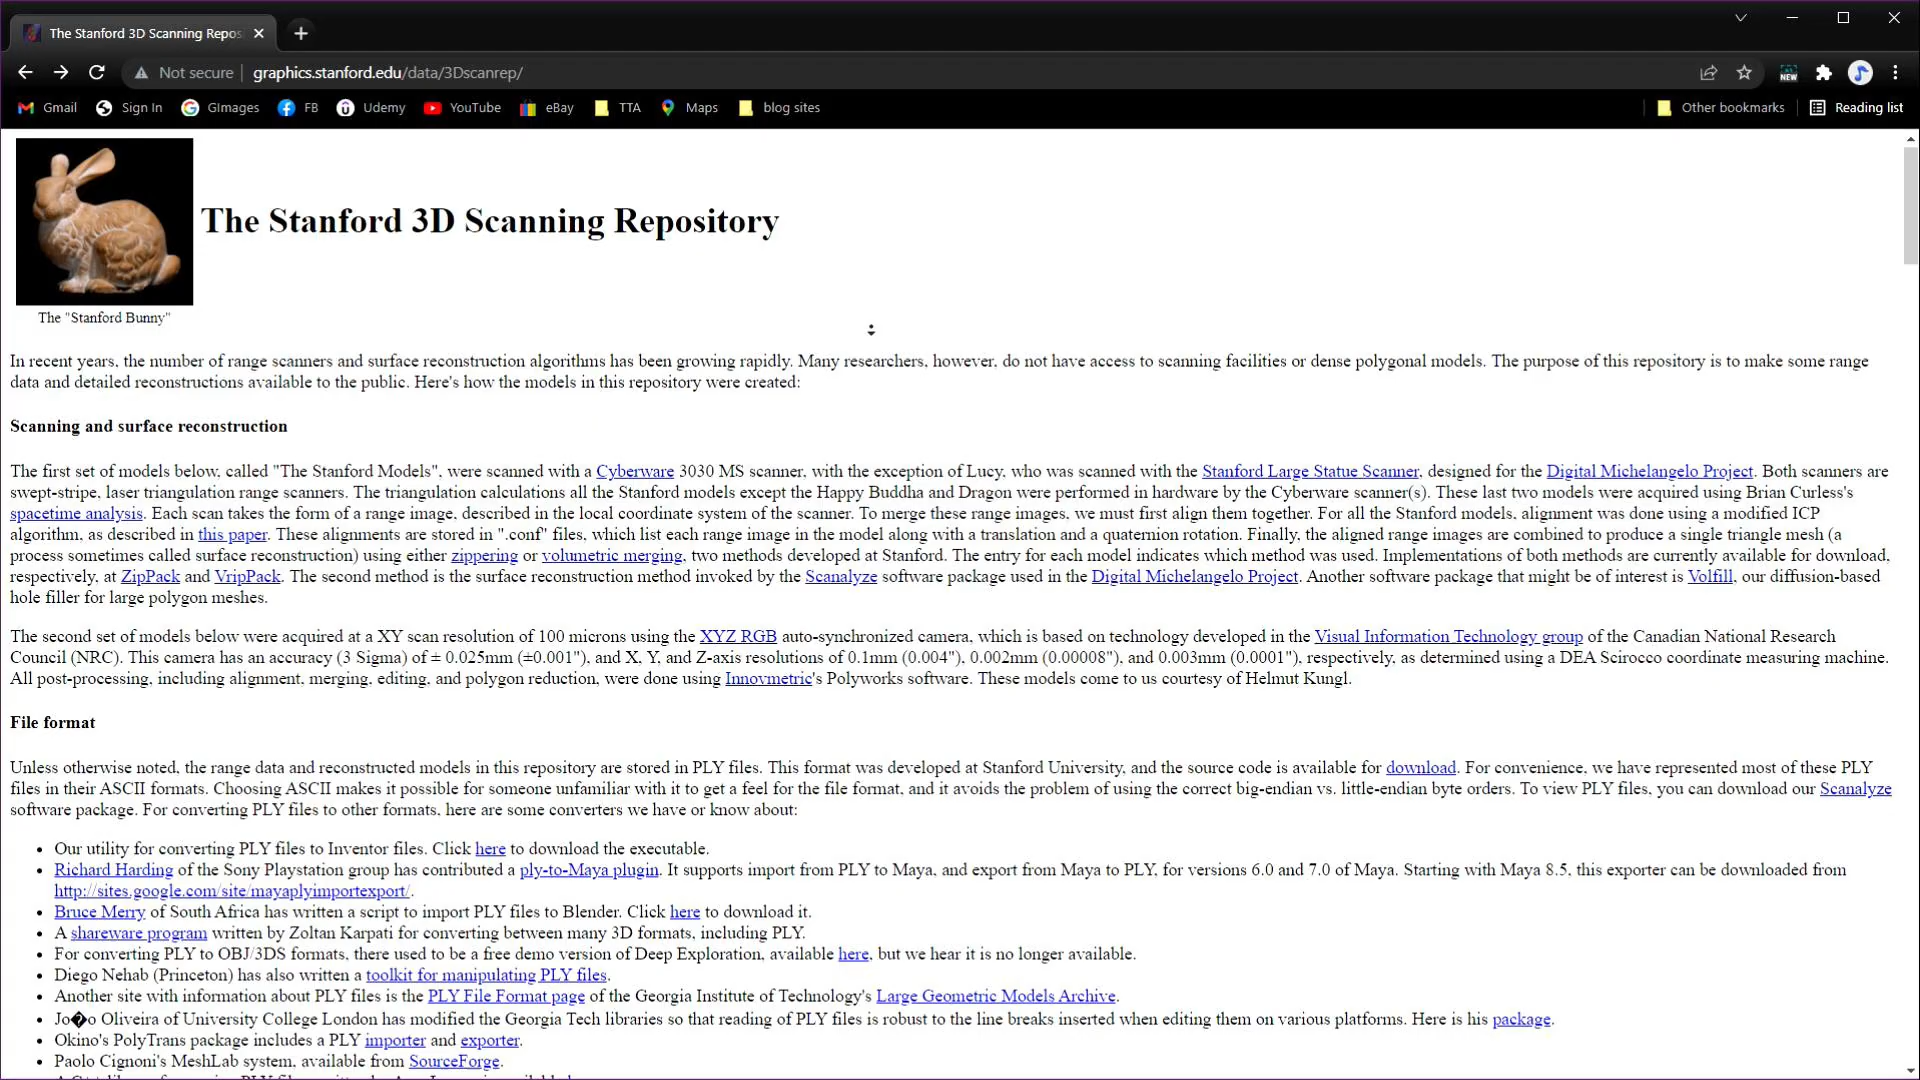 The Stanford 3D Scanning Repos
Not secure
graphics.stanford.edu/data/3Dscanrep/
NEW
Gmail
Sign In
GImages
FB
Udemy
YouTube
eBay
TTA
Maps
blog sites
Other bookmarks
Reading list
The Stanford 3D Scanning Repository
The "Stanford Bunny"
In recent years, the number of range scanners and surface reconstruction algorithms has been growing rapidly. Many researchers, however, do not have access to scanning facilities or dense polygonal models. The purpose of this repository is to make some range
data and detailed reconstructions available to the public. Here's how the models in this repository were created:
Scanning and surface reconstruction
The first set of models below, called "The Stanford Models", were scanned with a Cyberware 3030 MS scanner, with the exception of Lucy, who was scanned with the Stanford Large Statue Scanner, designed for the Digital Michelangelo Project. Both scanners are
swept-stripe, laser triangulation range scanners. The triangulation calculations all the Stanford models except the Happy Buddha and Dragon were performed in hardware by the Cyberware scanner(s). These last two models were acquired using Brian Curless's
spacetime analysis. Each scan takes the form of a range image, described in the local coordinate system of the scanner. To merge these range images, we must first align them together. For all the Stanford models, alignment was done using a modified ICP
algorithm, as described in this paper. These alignments are stored in ".conf" files, which list each range image in the model along with a translation and a quaternion rotation. Finally, the aligned range images are combined to produce a single triangle mesh (a
process sometimes called surface reconstruction) using either zippering or volumetric merging, two methods developed at Stanford. The entry for each model indicates which method was used. Implementations of both methods are currently available for download,
respectively, at ZipPack and VripPack. The second method is the surface reconstruction method invoked by the Scanalyze software package used in the Digital Michelangelo Project. Another software package that might be of interest is Volfill, our diffusion-based
hole filler for large polygon meshes.
The second set of models below were acquired at a XY scan resolution of 100 microns using the XYZ RGB auto-synchronized camera, which is based on technology developed in the Visual Information Technology group of the Canadian National Research
Council (NRC). This camera has an accuracy (3 Sigma) of ± 0.025mm (±0.001"), and X, Y, and Z-axis resolutions of 0.1mm (0.004"), 0.002mm (0.00008"), and 0.003mm (0.0001"), respectively, as determined using a DEA Scirocco coordinate measuring machine.
All post-processing, including alignment, merging, editing, and polygon reduction, were done using Innovmetric's Polyworks software. These models come to us courtesy of Helmut Kungl.
File format
Unless otherwise noted, the range data and reconstructed models in this repository are stored in PLY files. This format was developed at Stanford University, and the source code is available for download. For convenience, we have represented most of these PLY
files in their ASCII formats. Choosing ASCII makes it possible for someone unfamiliar with it to get a feel for the file format, and it avoids the problem of using the correct big-endian vs. little-endian byte orders. To view PLY files, you can download our Scanalyze
software package. For converting PLY files to other formats, here are some converters we have or know about:
• Our utility for converting PLY files to Inventor files. Click here to download the executable.
• Richard Harding of the Sony Playstation group has contributed a ply-to-Maya plugin. It supports import from PLY to Maya, and export from Maya to PLY, for versions 6.0 and 7.0 of Maya. Starting with Maya 8.5, this exporter can be downloaded from
http://sites.google.com/site/mayaplyimportexport/.
• Bruce Merry of South Africa has written a script to import PLY files to Blender. Click here to download it.
• A shareware program written by Zoltan Karpati for converting between many 3D formats, including PLY.
• For converting PLY to OBJ/3DS formats, there used to be a free demo version of Deep Exploration, available here, but we hear it is no longer available.
• Diego Nehab (Princeton) has also written a toolkit for manipulating PLY files.
• Another site with information about PLY files is the PLY File Format page of the Georgia Institute of Technology's Large Geometric Models Archive.
• Jo�o Oliveira of University College London has modified the Georgia Tech libraries so that reading of PLY files is robust to the line breaks inserted when editing them on various platforms. Here is his package.
• Okino's PolyTrans package includes a PLY importer and exporter.
• Paolo Cignoni's MeshLab system, available from SourceForge.